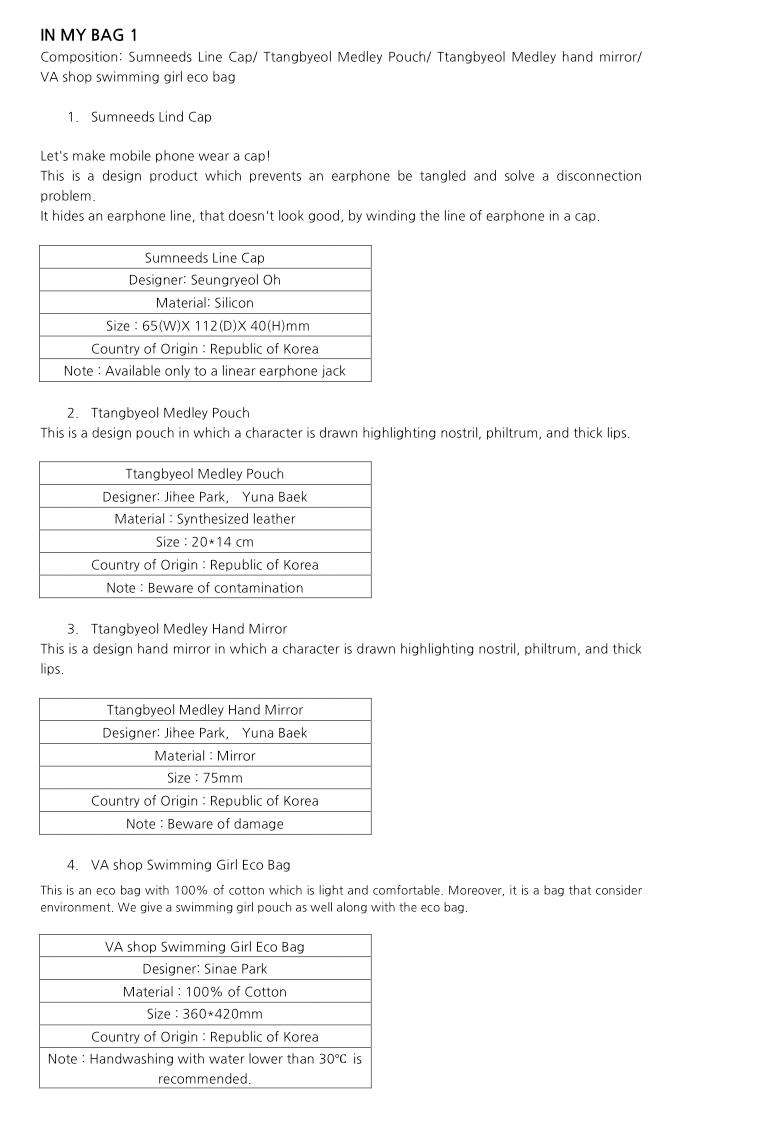 IN MY BAG 1
Composition: Sumneeds Line Cap/ Ttangbyeol Medley Pouch/ Ttangbyeol Medley hand mirror/
VA shop swimming girl eco bag
1. Sumneeds Lind Cap
Let's make mobile phone wear a cap!
This is a design product which prevents an earphone be tangled and solve a disconnection
problem.
It hides an earphone line, that doesn't look good, by winding the line of earphone in a cap.
Sumneeds Line Cap
Designer: Seungryeol Oh
Material: Silicon
Size : 65(W)X 112(D)X 40(H)mm
Country of Origin : Republic of Korea
Note : Available only to a linear earphone jack
2. Ttangbyeol Medley Pouch
This is a design pouch in which a character is drawn highlighting nostril, philtrum, and thick lips.
Ttangbyeol Medley Pouch
Designer: Jihee Park, Yuna Baek
Material : Synthesized leather
Size : 20*14 cm
Country of Origin : Republic of Korea
Note : Beware of contamination
3. Ttangbyeol Medley Hand Mirror
This is a design hand mirror in which a character is drawn highlighting nostril, philtrum, and thick
lips.
Ttangbyeol Medley Hand Mirror
Designer: Jihee Park, Yuna Baek
Material : Mirror
Size : 75mm
Country of Origin : Republic of Korea
Note : Beware of damage
4. VA shop Swimming Girl Eco Bag
This is an eco bag with 100% of cotton which is light and comfortable. Moreover, it is a bag that consider
environment. We give a swimming girl pouch as well along with the eco bag.
VA shop Swimming Girl Eco Bag
Designer: Sinae Park
Material : 100% of Cotton
Size : 360*420mm
Country of Origin : Republic of Korea
Note : Handwashing with water lower than 30℃ is
recommended.